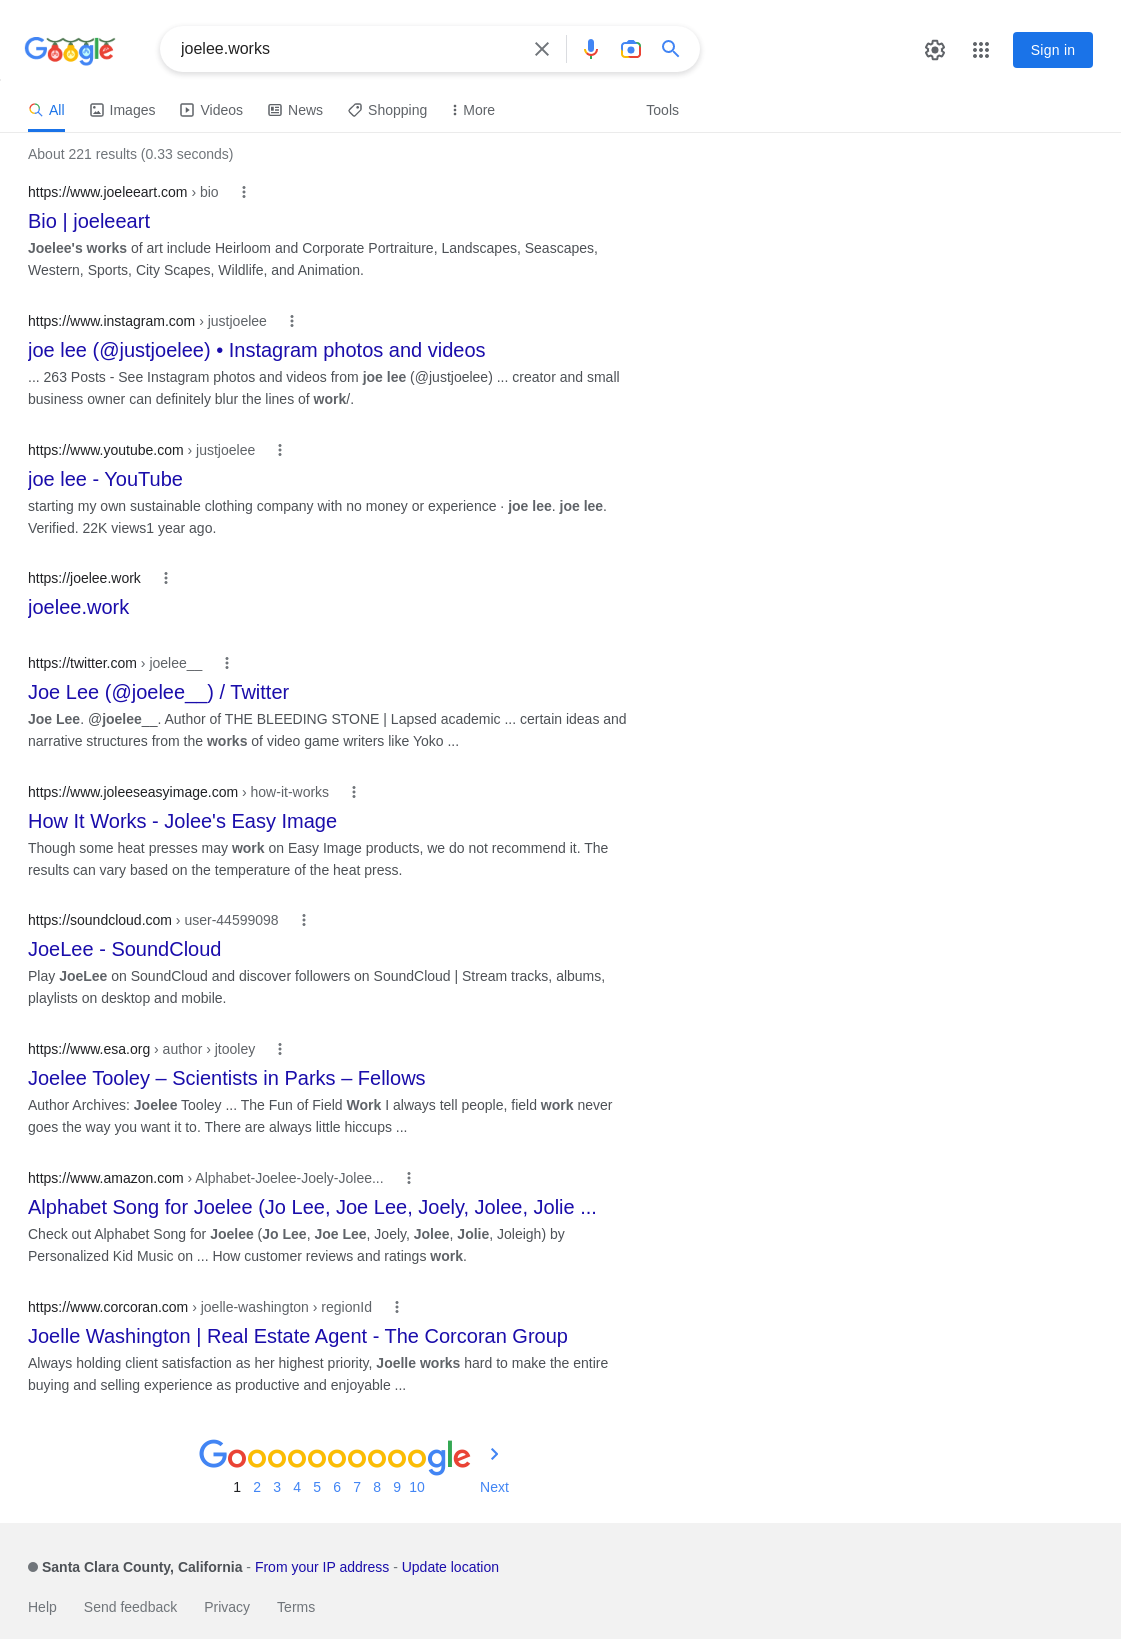 Google
joelee.works
Sign in
All Images Videos News Shopping More Tools
About 221 results (0.33 seconds)
https://www.joeleeart.com › bio
Bio | joeleeart
Joelee's works of art include Heirloom and Corporate Portraiture, Landscapes, Seascapes,
Western, Sports, City Scapes, Wildlife, and Animation.
https://www.instagram.com › justjoelee
joe lee (@justjoelee) • Instagram photos and videos
... 263 Posts - See Instagram photos and videos from joe lee (@justjoelee) ... creator and small
business owner can definitely blur the lines of work/.
https://www.youtube.com › justjoelee
joe lee - YouTube
starting my own sustainable clothing company with no money or experience · joe lee. joe lee.
Verified. 22K views1 year ago.
https://joelee.work
joelee.work
https://twitter.com › joelee__
Joe Lee (@joelee__) / Twitter
Joe Lee. @joelee__. Author of THE BLEEDING STONE | Lapsed academic ... certain ideas and
narrative structures from the works of video game writers like Yoko ...
https://www.joleeseasyimage.com › how-it-works
How It Works - Jolee's Easy Image
Though some heat presses may work on Easy Image products, we do not recommend it. The
results can vary based on the temperature of the heat press.
https://soundcloud.com › user-44599098
JoeLee - SoundCloud
Play JoeLee on SoundCloud and discover followers on SoundCloud | Stream tracks, albums,
playlists on desktop and mobile.
https://www.esa.org › author › jtooley
Joelee Tooley – Scientists in Parks – Fellows
Author Archives: Joelee Tooley ... The Fun of Field Work I always tell people, field work never
goes the way you want it to. There are always little hiccups ...
https://www.amazon.com › Alphabet-Joelee-Joely-Jolee...
Alphabet Song for Joelee (Jo Lee, Joe Lee, Joely, Jolee, Jolie ...
Check out Alphabet Song for Joelee (Jo Lee, Joe Lee, Joely, Jolee, Jolie, Joleigh) by
Personalized Kid Music on ... How customer reviews and ratings work.
https://www.corcoran.com › joelle-washington › regionId
Joelle Washington | Real Estate Agent - The Corcoran Group
Always holding client satisfaction as her highest priority, Joelle works hard to make the entire
buying and selling experience as productive and enjoyable ...
Goooooooooogle
1 2 3 4 5 6 7 8 9 10 Next
Santa Clara County, California - From your IP address - Update location
Help Send feedback Privacy Terms